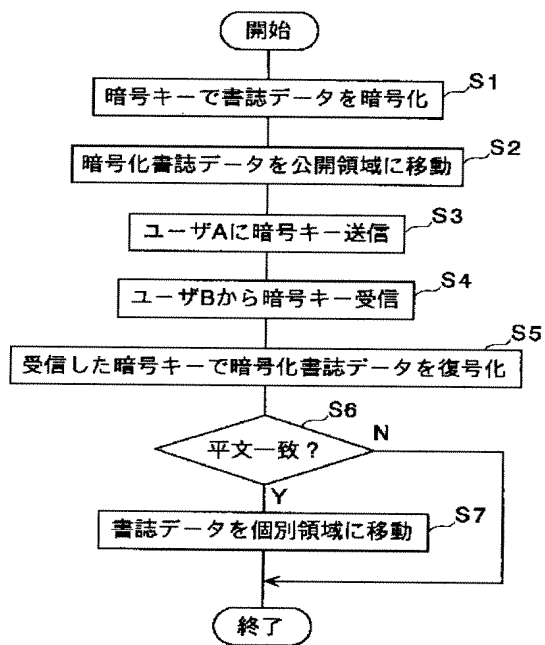 開始
S1
暗号キーで書誌データを暗号化
S2
暗号化書誌データを公開領域に移動
S3
ユーザAに暗号キー送信
S4
ユーザBから暗号キー受信
S5
受信した暗号キーで暗号化書誌データを復号化
S6
平文一致?
N
Y
S7
書誌データを個別領域に移動
終了